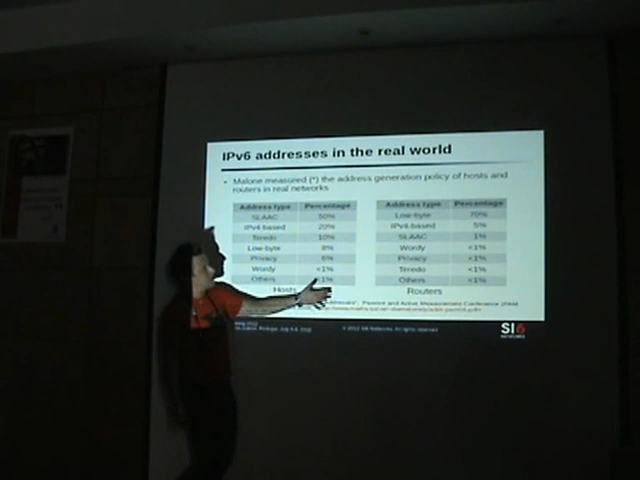 IPv6 addresses in the real world
Malone measured (*) the address generation policy of hosts and
routers in real networks
Address type Percentage
SLAAC 50%
IPv4-based 20%
Teredo 10%
Low-byte 8%
Privacy 6%
Wordy <1%
Others <1%
Hosts
Address type Percentage
Low-byte 70%
IPv4-based 5%
SLAAC 1%
Wordy <1%
Privacy <1%
Teredo <1%
Others <1%
Routers
Passive and Active Measurement Conference (PAM
© 2012 SI6 Networks. All rights reserved
SI6
NETWORKS